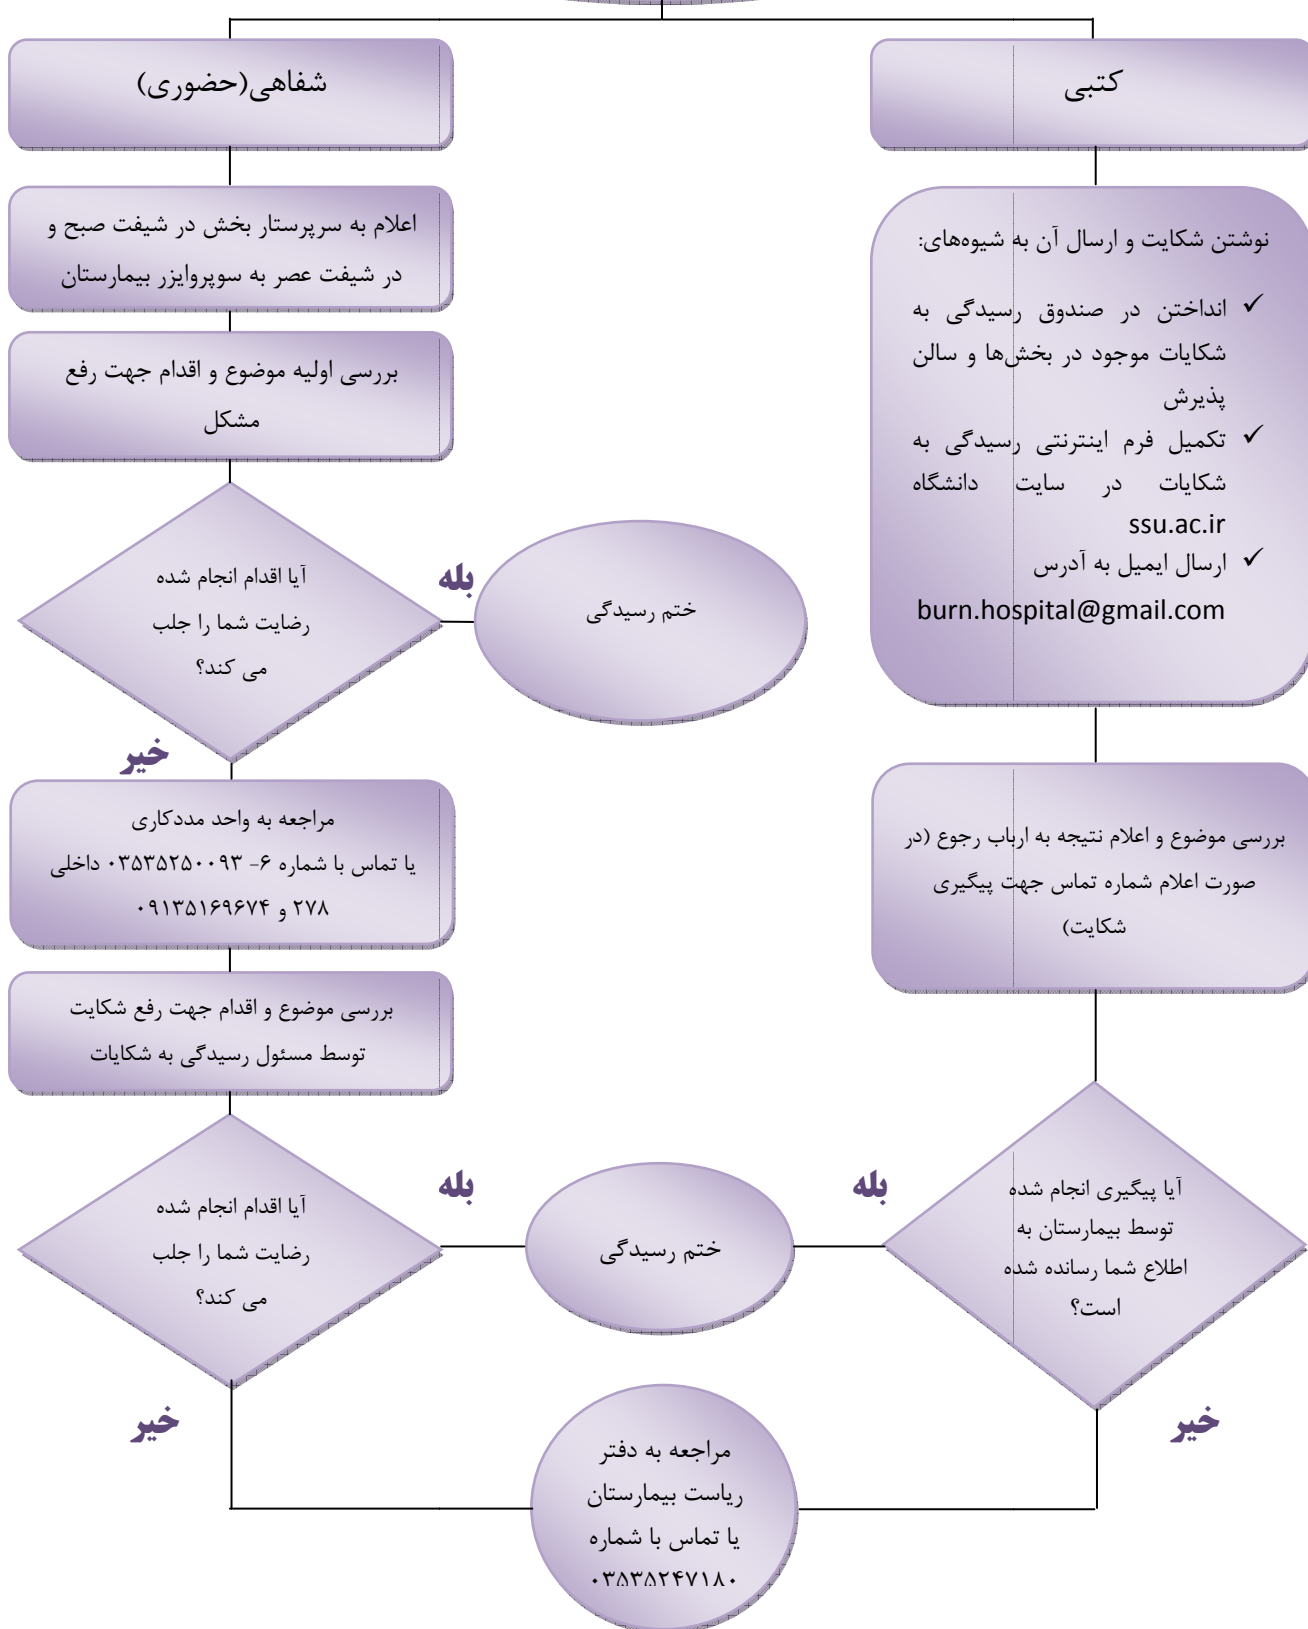 کتبی
نوشتن شکایت و ارسال آن به شیوه‌های:
✓ انداختن در صندوق رسیدگی به
شکایات موجود در بخش‌ها و سالن
پذیرش
✓ تکمیل فرم اینترنتی رسیدگی به
شکایات در سایت دانشگاه
ssu.ac.ir
✓ ارسال ایمیل به آدرس
burn.hospital@gmail.com
بررسی موضوع و اعلام نتیجه به ارباب رجوع (در
صورت اعلام شماره تماس جهت پیگیری
شکایت)
آیا پیگیری انجام شده
توسط بیمارستان به
اطلاع شما رسانده شده
است؟
بله
خیر
شفاهی(حضوری)
اعلام به سرپرستار بخش در شیفت صبح و
در شیفت عصر به سوپروایزر بیمارستان
بررسی اولیه موضوع و اقدام جهت رفع
مشکل
آیا اقدام انجام شده
رضایت شما را جلب
می کند؟
بله
ختم رسیدگی
خیر
مراجعه به واحد مددکاری
یا تماس با شماره ۶- ۰۳۵۳۵۲۵۰۰۹۳ داخلی
۲۷۸ و ۰۹۱۳۵۱۶۹۶۷۴
بررسی موضوع و اقدام جهت رفع شکایت
توسط مسئول رسیدگی به شکایات
آیا اقدام انجام شده
رضایت شما را جلب
می کند؟
بله
ختم رسیدگی
خیر
مراجعه به دفتر
ریاست بیمارستان
یا تماس با شماره
۰۳۵۳۵۲۴۷۱۸۰